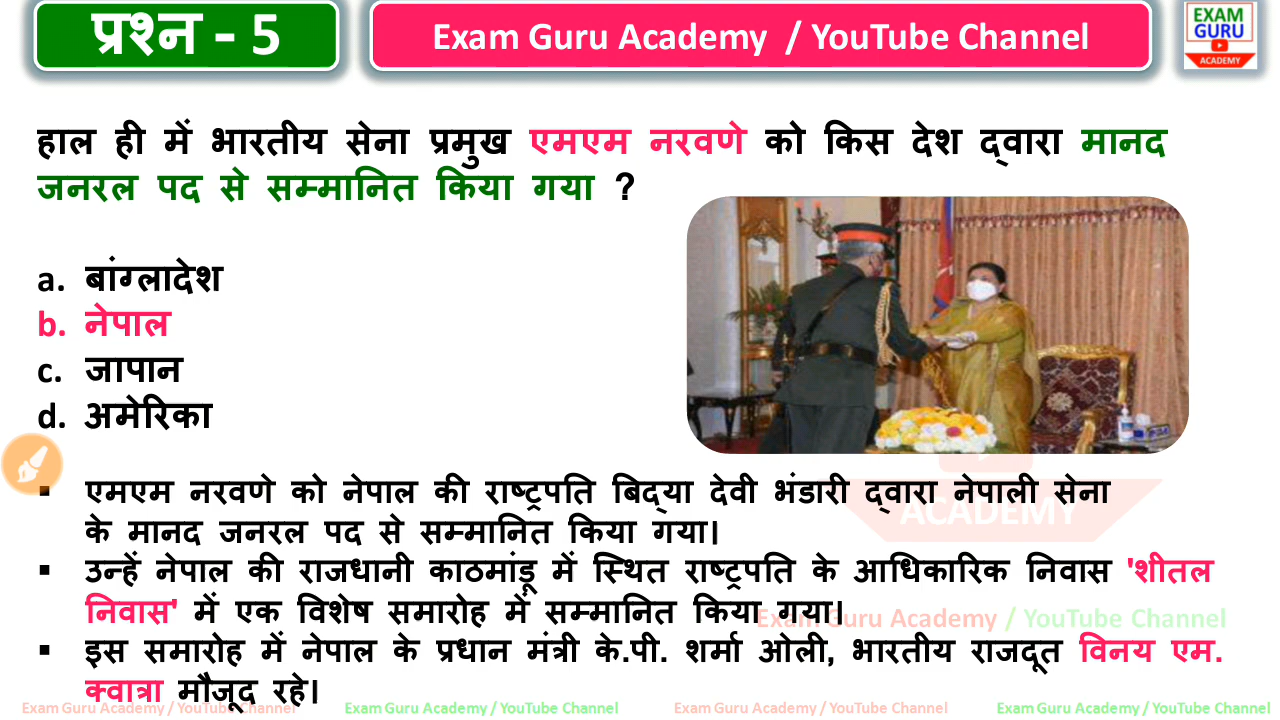 प्रश्न - 5
Exam Guru Academy / YouTube Channel
EXAM
GURU
ACADEMY
हाल ही में भारतीय सेना प्रमुख एमएम नरवणे को किस देश द्वारा मानद
जनरल पद से सम्मानित किया गया ?
a. बांग्लादेश
b. नेपाल
c. जापान
d. अमेरिका
ACADEMY
▪ एमएम नरवणे को नेपाल की राष्ट्रपति बिद्या देवी भंडारी द्वारा नेपाली सेना
के मानद जनरल पद से सम्मानित किया गया।
▪ उन्हें नेपाल की राजधानी काठमांडू में स्थित राष्ट्रपति के आधिकारिक निवास 'शीतल
निवास' में एक विशेष समारोह में सम्मानित किया गया।
Exam Guru Academy / YouTube Channel
▪ इस समारोह में नेपाल के प्रधान मंत्री के.पी. शर्मा ओली, भारतीय राजदूत विनय एम.
क्वात्रा मौजूद रहे।
Exam Guru Academy / YouTube Channel Exam Guru Academy / YouTube Channel Exam Guru Academy / YouTube Channel Exam Guru Academy / YouTube Channel